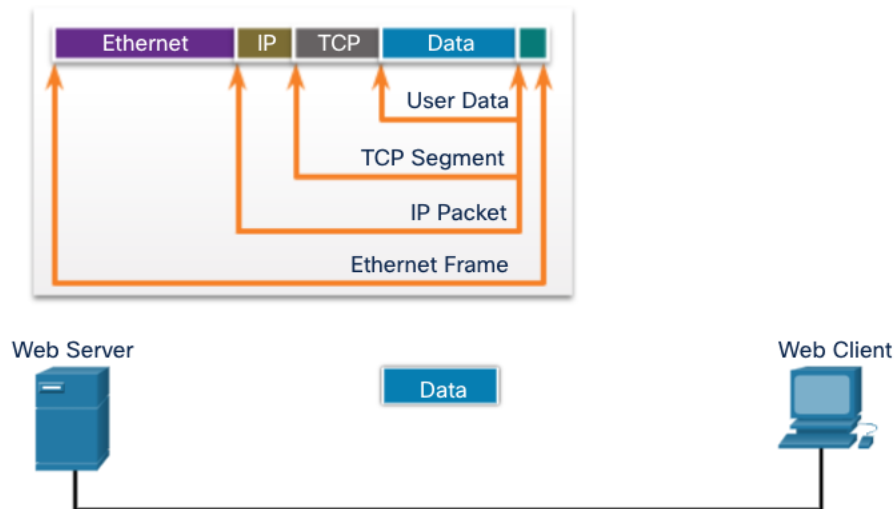 Ethernet IP TCP Data
User Data
TCP Segment
IP Packet
Ethernet Frame
Web Server
Web Client
Data